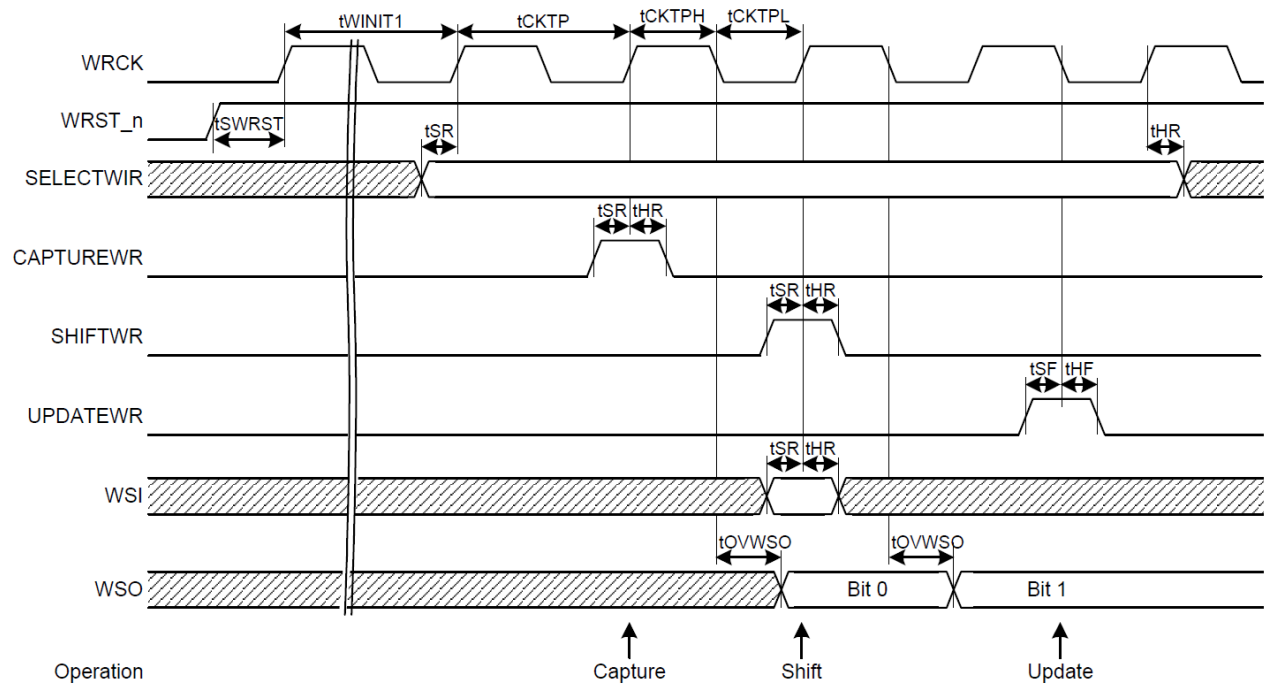 tWINIT1 tCKTP tCKTPH tCKTPL
WRCK
WRST_n tSWRST
tSR tHR
SELECTWIR
tSR tHR
CAPTUREWR
tSR tHR
SHIFTWR
tSF tHF
UPDATEWR
tSR tHR
WSI
tOVWSO tOVWSO
WSO Bit 0 Bit 1
Operation Capture Shift Update